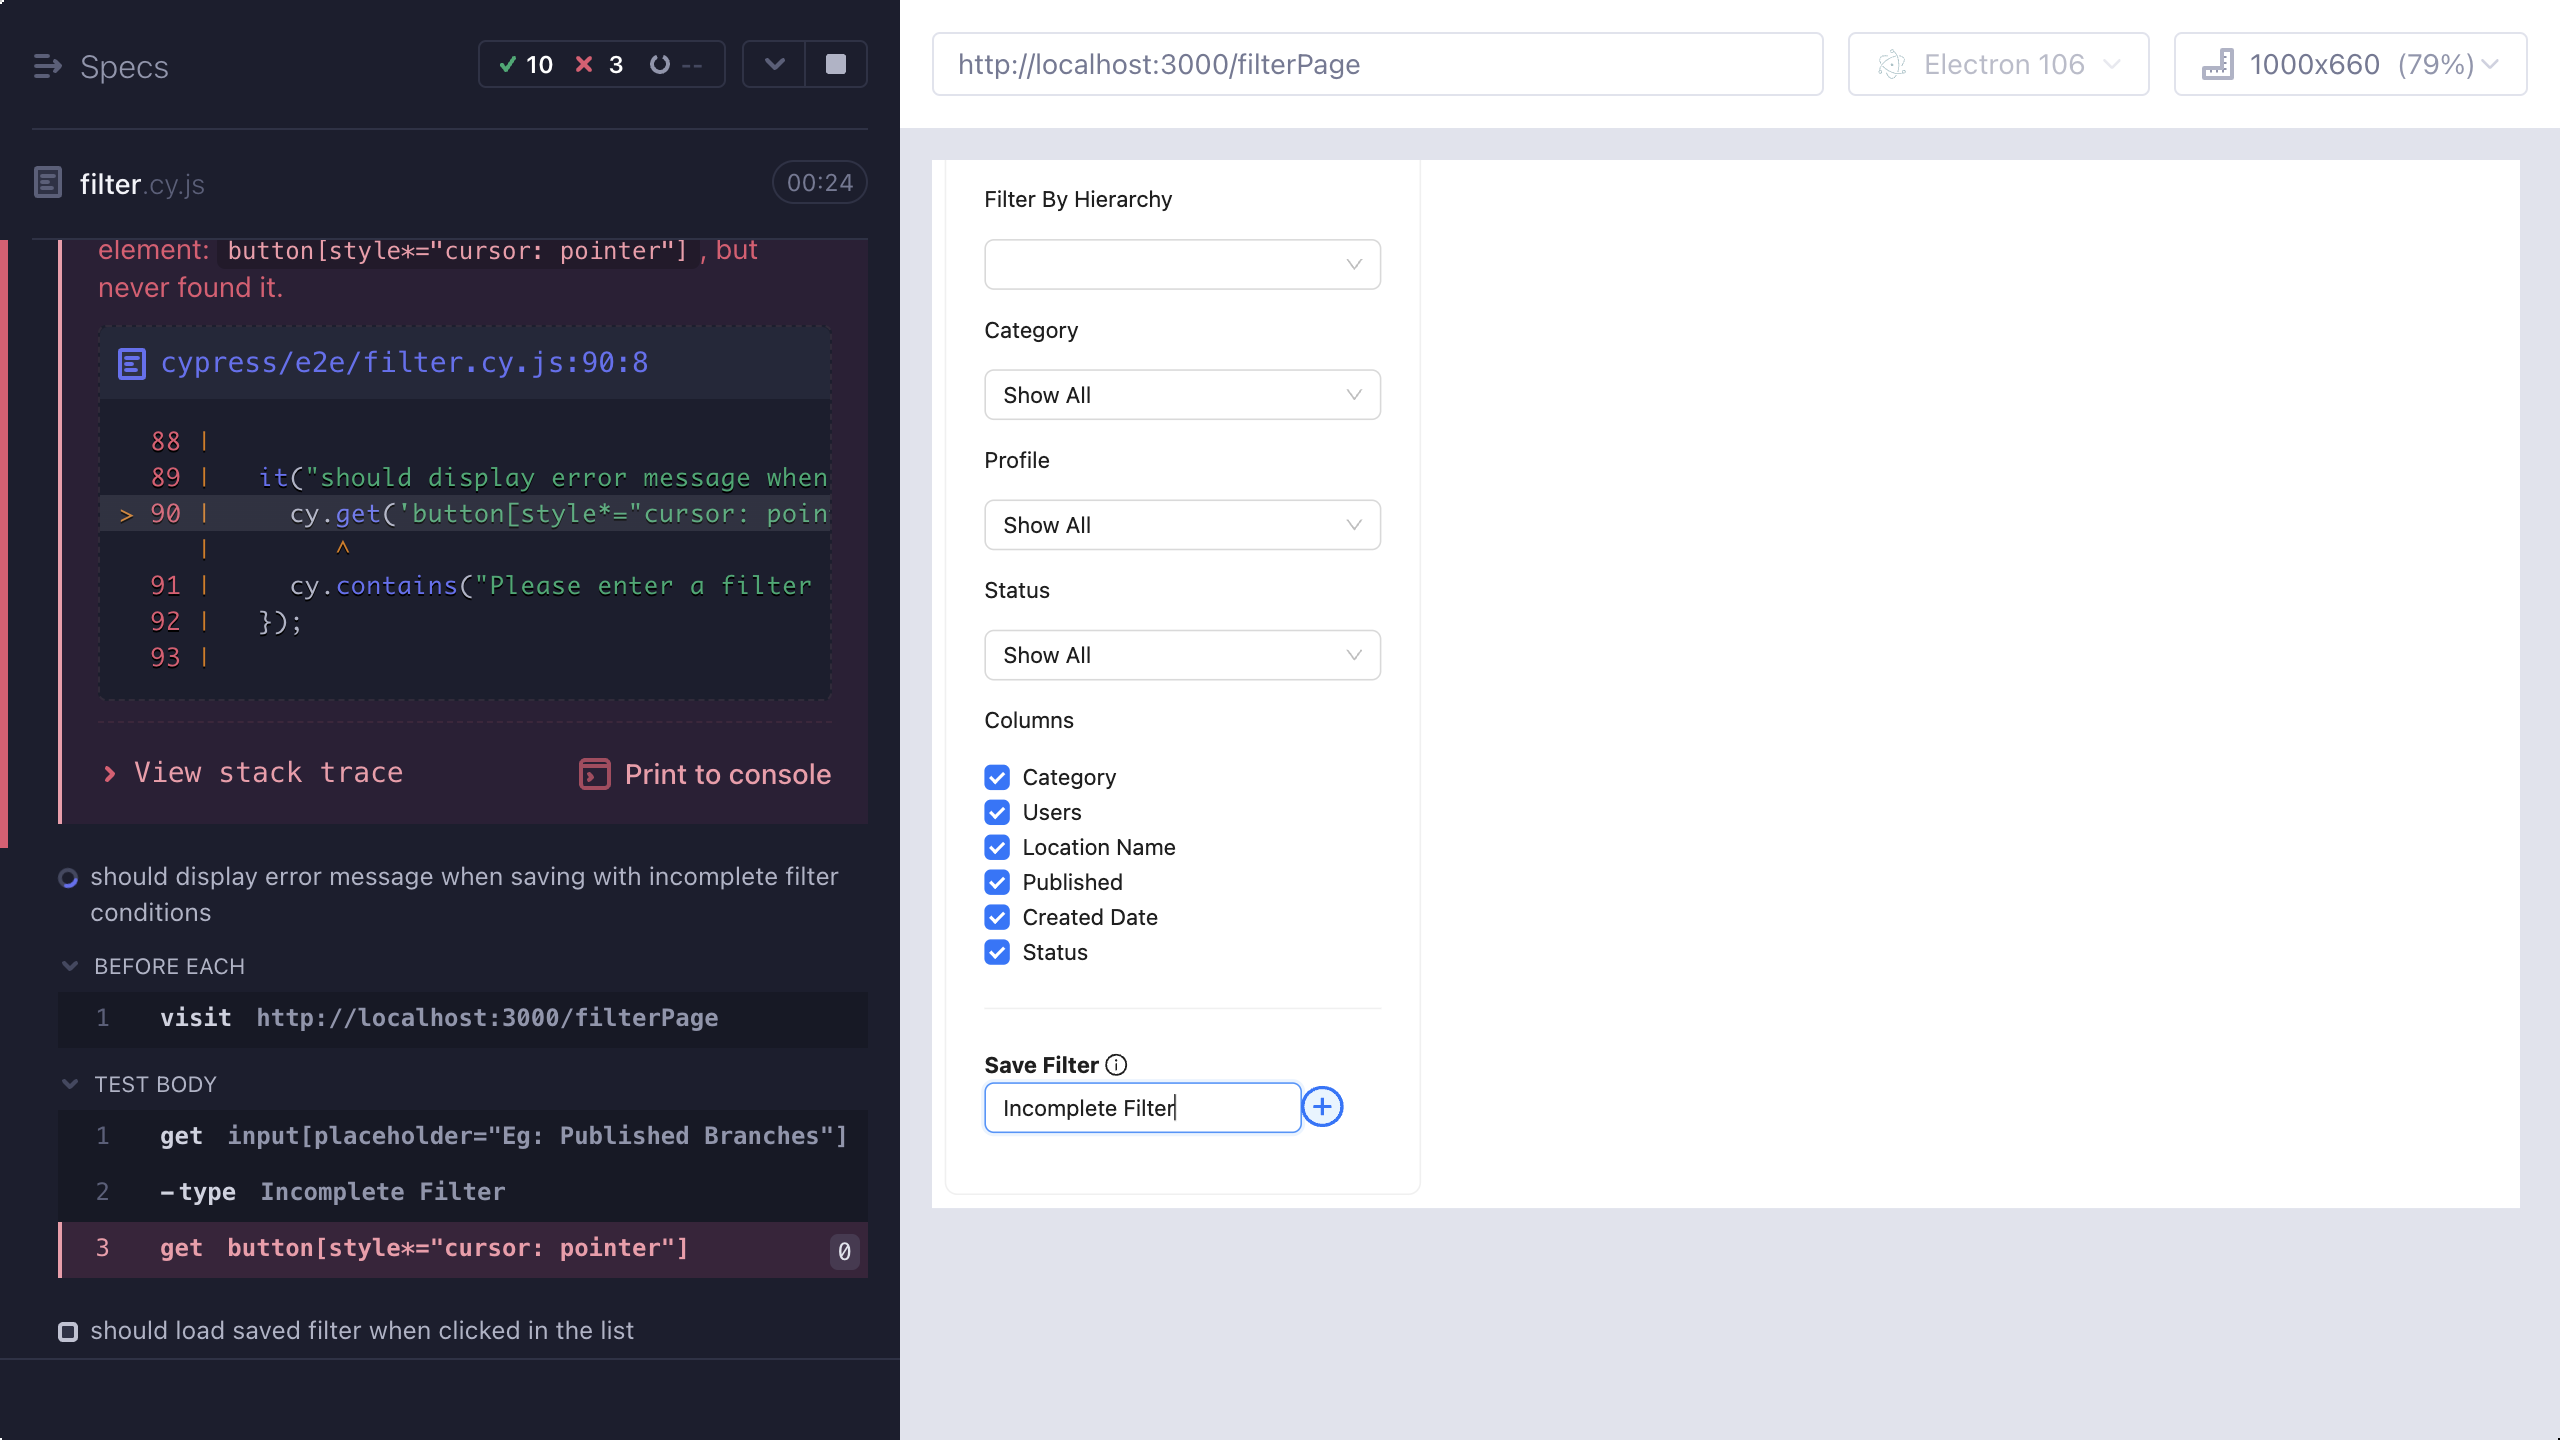 Specs
10 3 --
filter.cy.js 00:24
element: button[style*="cursor: pointer"] , but
never found it.
cypress/e2e/filter.cy.js:90:8
88 |
89 | it("should display error message when
> 90 | cy.get('button[style*="cursor: poin
| ^
91 | cy.contains("Please enter a filter
92 | });
93 |
View stack trace
Print to console
should display error message when saving with incomplete filter
conditions
BEFORE EACH
1 visit http://localhost:3000/filterPage
TEST BODY
1 get input[placeholder="Eg: Published Branches"]
2 -type Incomplete Filter
3 get button[style*="cursor: pointer"] 0
should load saved filter when clicked in the list
http://localhost:3000/filterPage
Electron 106
1000x660 (79%)
Filter By Hierarchy
Category
Show All
Profile
Show All
Status
Show All
Columns
Category
Users
Location Name
Published
Created Date
Status
Save Filter
Incomplete Filter